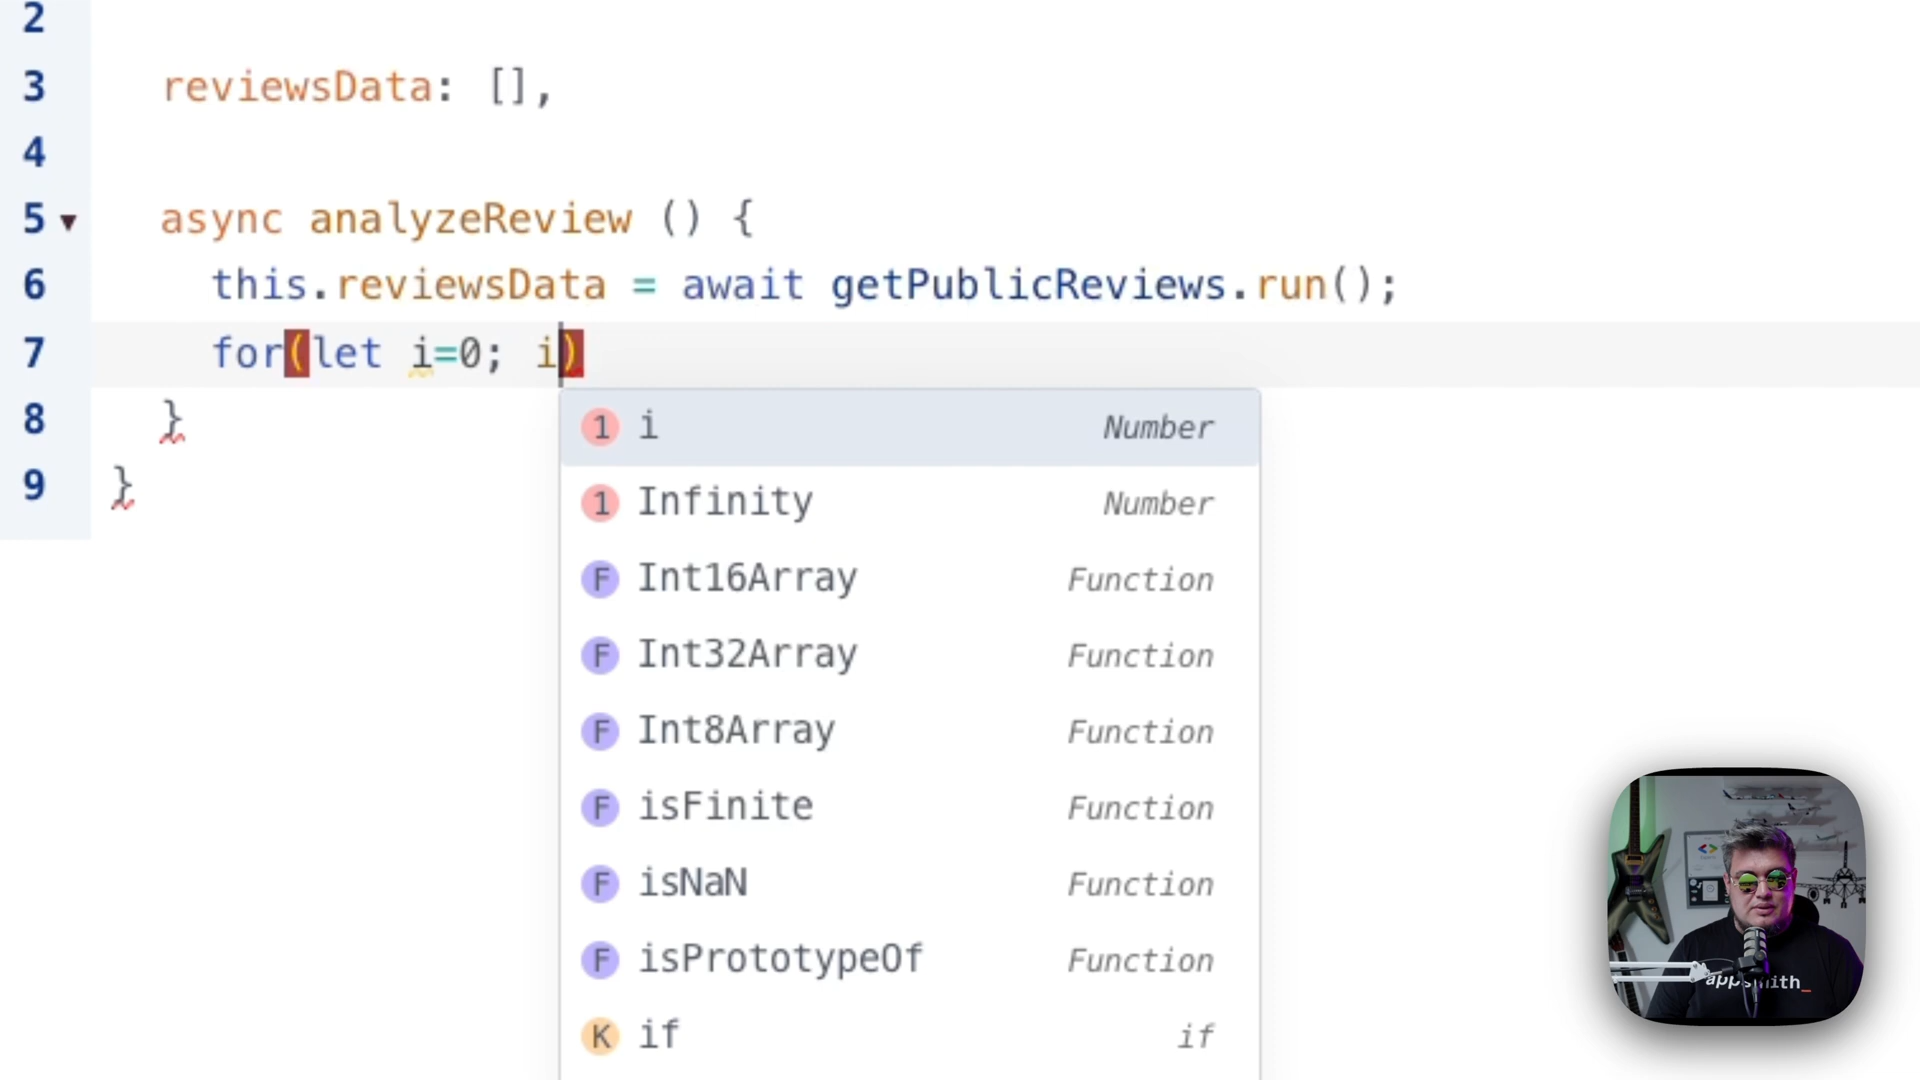 2
3 reviewsData: [],
4
5 ▼ async analyzeReview () {
6 this.reviewsData = await getPublicReviews.run();
7 for(let i=0; i)
8 }
9 }
1 i Number
1 Infinity Number
F Int16Array Function
F Int32Array Function
F Int8Array Function
F isFinite Function
F isNaN Function
F isPrototypeOf Function
K if if
appsmith_